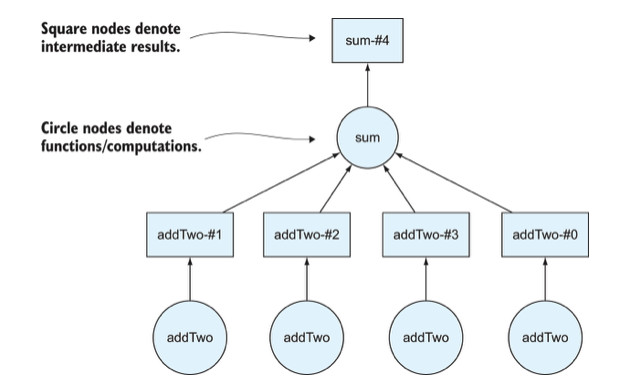 Square nodes denote
intermediate results.
sum-#4
Circle nodes denote
functions/computations.
sum
addTwo-#1
addTwo-#2
addTwo-#3
addTwo-#0
addTwo
addTwo
addTwo
addTwo